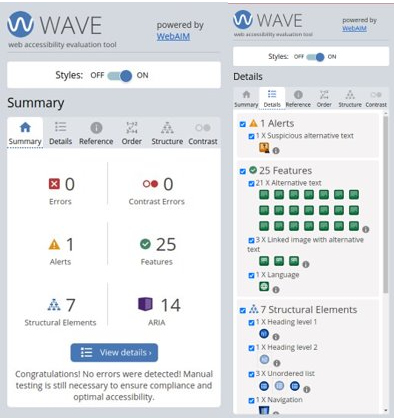 WAVE
web accessibility evaluation tool
powered by
WebAIM
Styles: OFF ON
Summary
Summary Details Reference Order Structure Contrast
0
Errors
0
Contrast Errors
1
Alerts
25
Features
7
Structural Elements
14
ARIA
View details ›
Congratulations! No errors were detected! Manual
testing is still necessary to ensure compliance and
optimal accessibility.
WAVE
web accessibility evaluation tool
powered by
WebAIM
Styles: OFF ON
Details
Summary Details Reference Order Structure Contrast
1 Alerts
1 X Suspicious alternative text
25 Features
21 X Alternative text
3 X Linked image with alternative
text
1 X Language
7 Structural Elements
1 X Heading level 1
1 X Heading level 2
3 X Unordered list
1 X Navigation